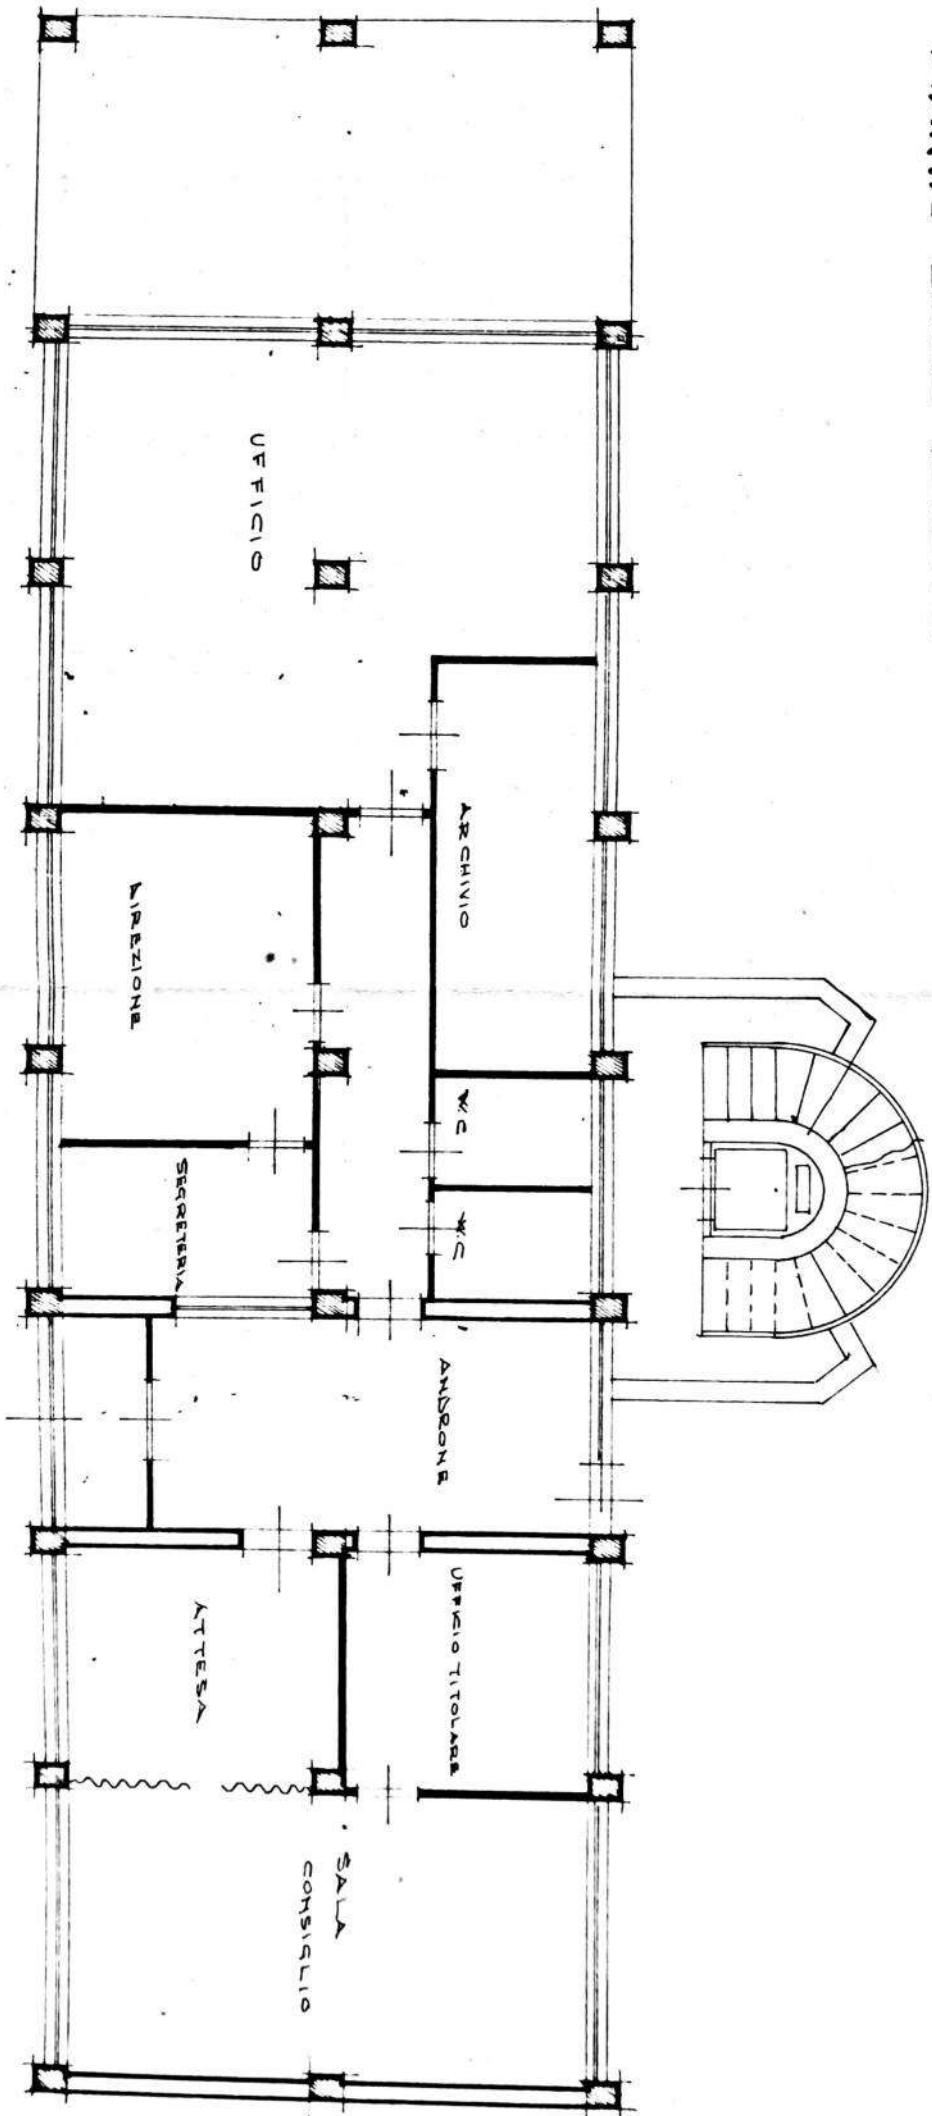 UFFICIO
ARCHIVIO
DIREZIONE
W.C
W.C
SEGRETERIA
ANDRONE
UFFICIO TITOLARE
ATTESA
SALA
CONSIGLIO